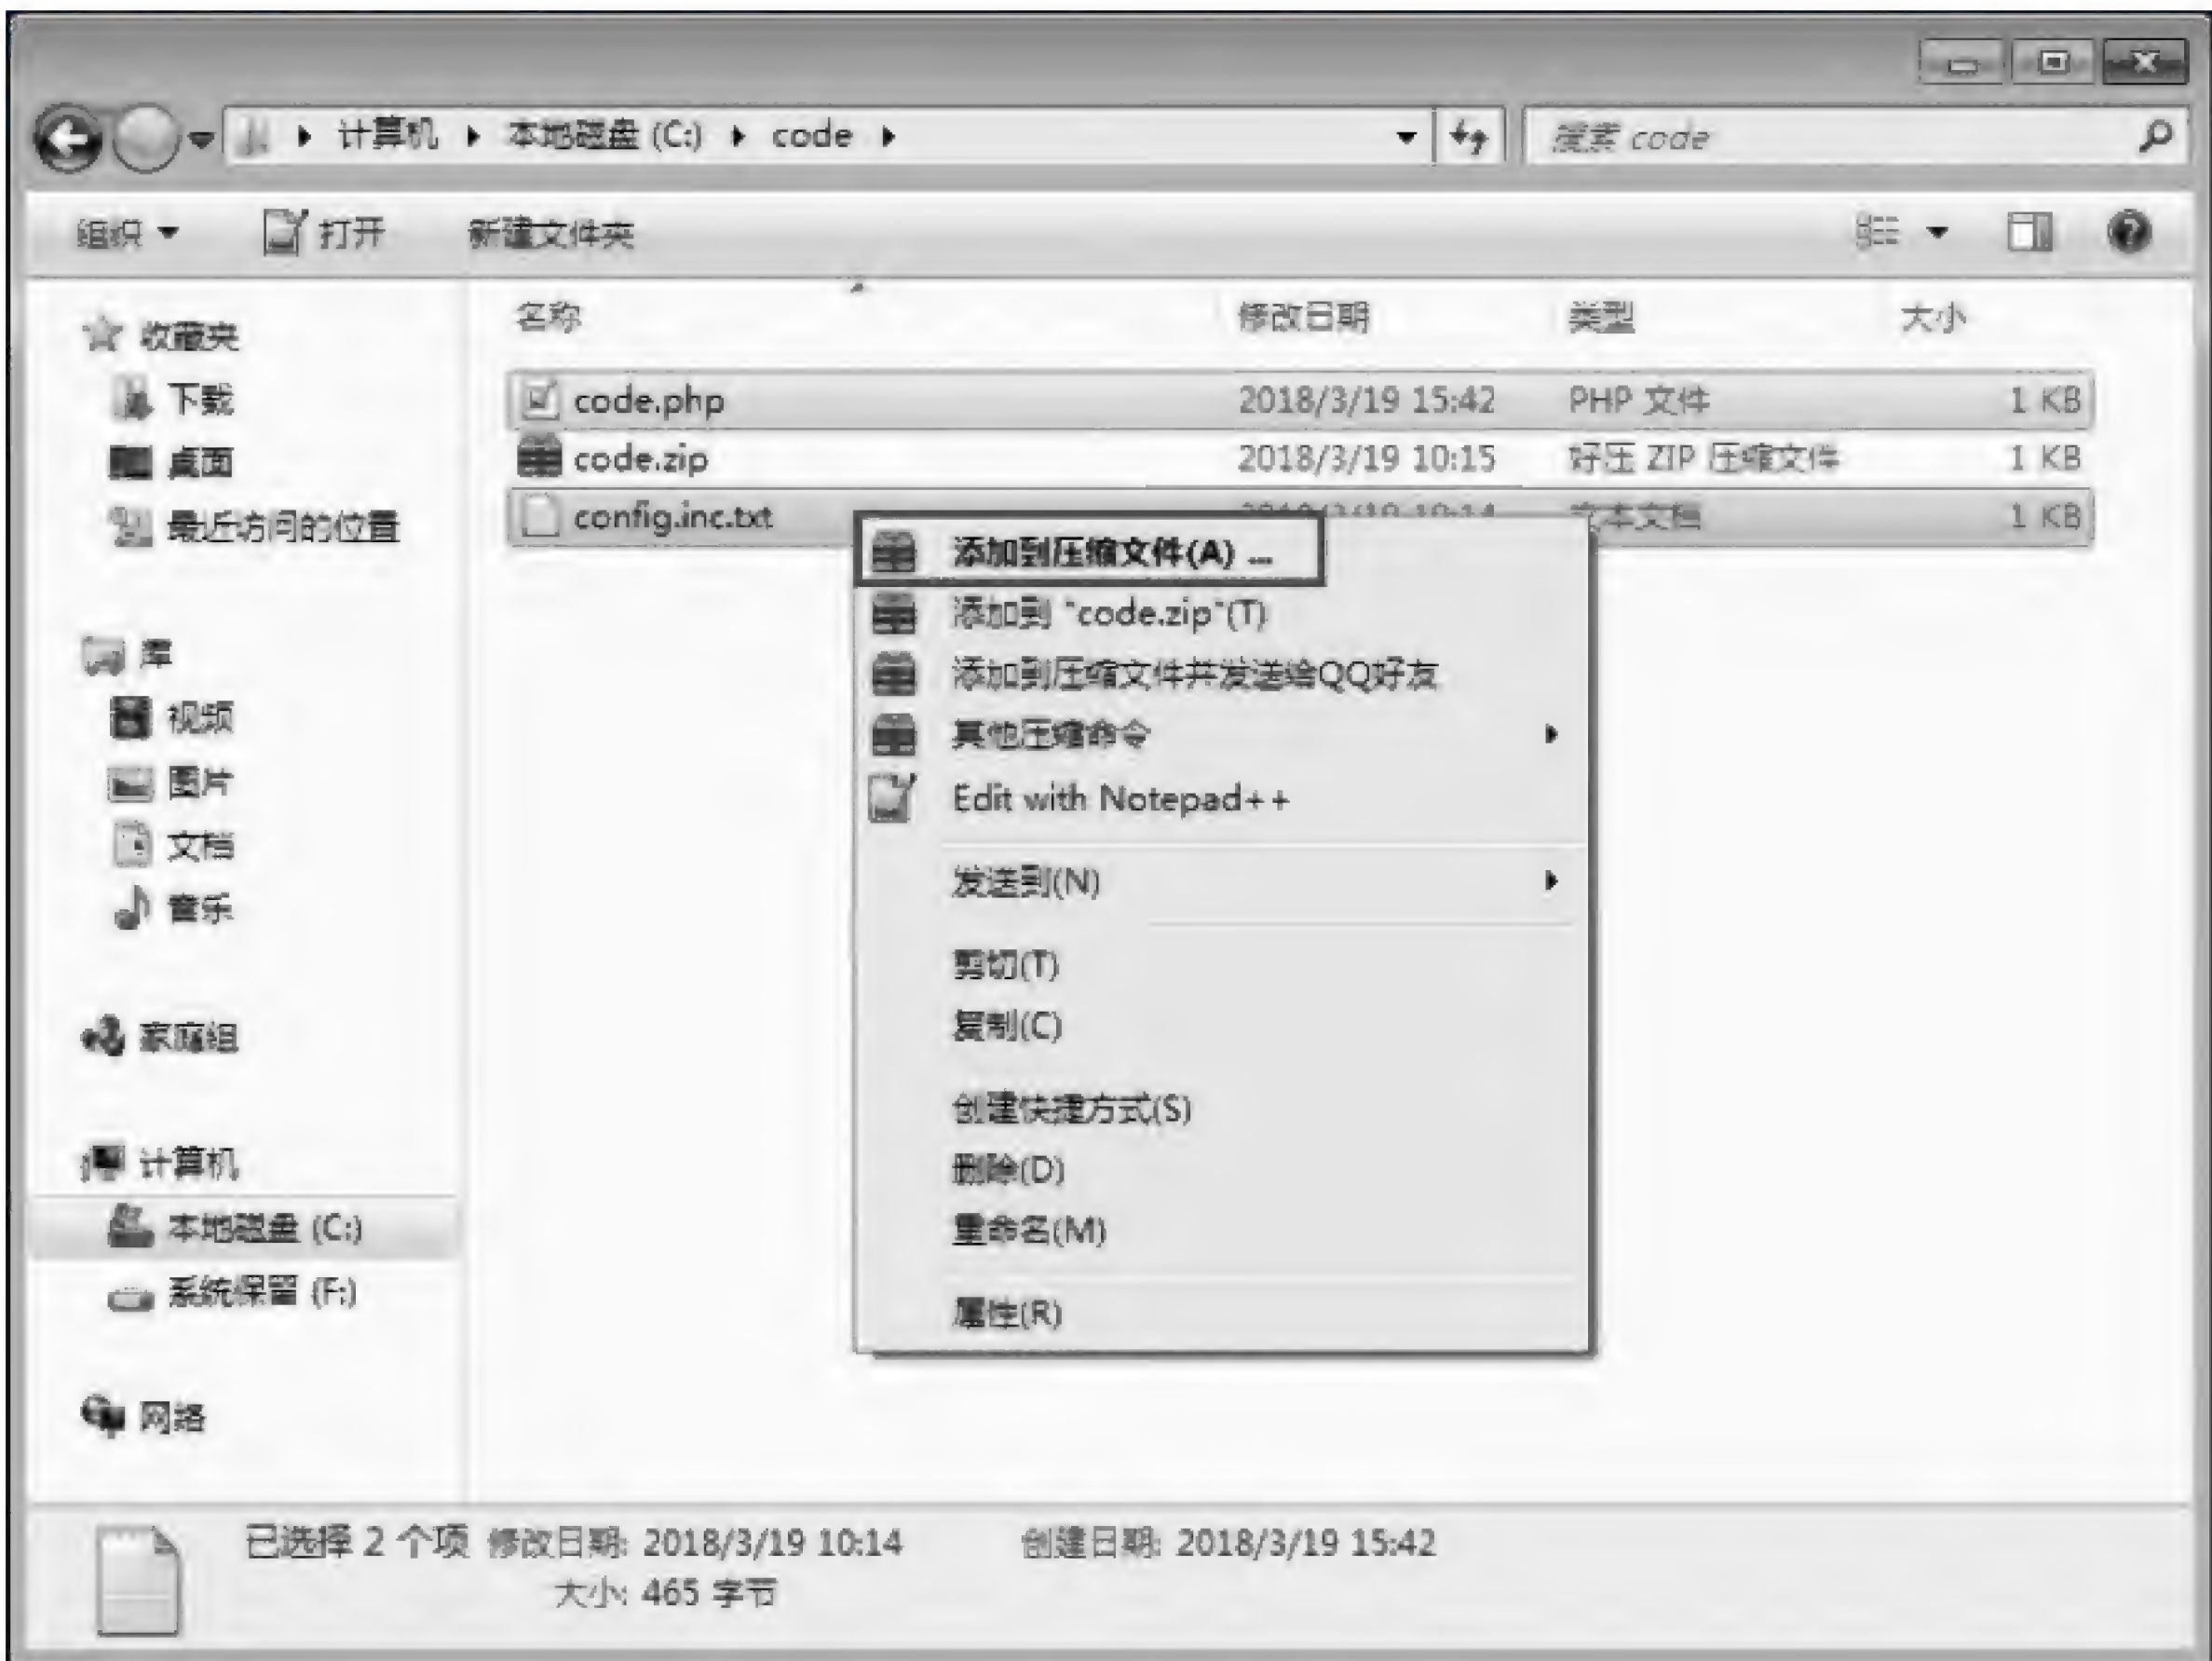 计算机 本地磁盘 (C:) code
搜索 code
组织 打开 新建文件夹
名称 修改日期 类型 大小
code.php 2018/3/19 15:42 PHP 文件 1 KB
code.zip 2018/3/19 10:15 好压 ZIP 压缩文件 1 KB
config.inc.txt 2018/3/19 10:14 文本文档 1 KB
收藏夹
下载
桌面
最近访问的位置
库
视频
图片
文档
音乐
家庭组
计算机
本地磁盘 (C:)
系统保留 (F:)
网络
添加到压缩文件(A) ...
添加到 "code.zip"(T)
添加到压缩文件并发送给QQ好友
其他压缩命令
Edit with Notepad++
发送到(N)
剪切(T)
复制(C)
创建快捷方式(S)
删除(D)
重命名(M)
属性(R)
已选择 2 个项 修改日期: 2018/3/19 10:14 创建日期: 2018/3/19 15:42
大小: 465 字节